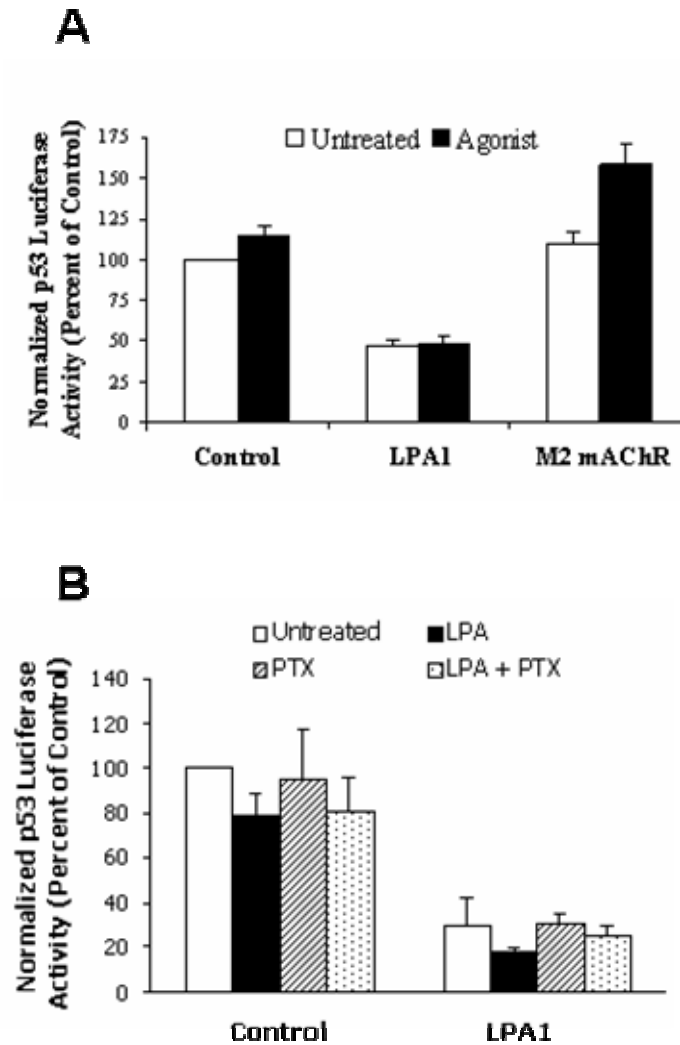 A
Normalized p53 Luciferase
Activity (Percent of Control)
175
150
125
100
75
50
25
0
Untreated Agonist
Control LPA1 M2 mAChR
B
Untreated LPA
PTX LPA + PTX
Normalized p53 Luciferase
Activity (Percent of Control)
140
120
100
80
60
40
20
0
Control LPA1